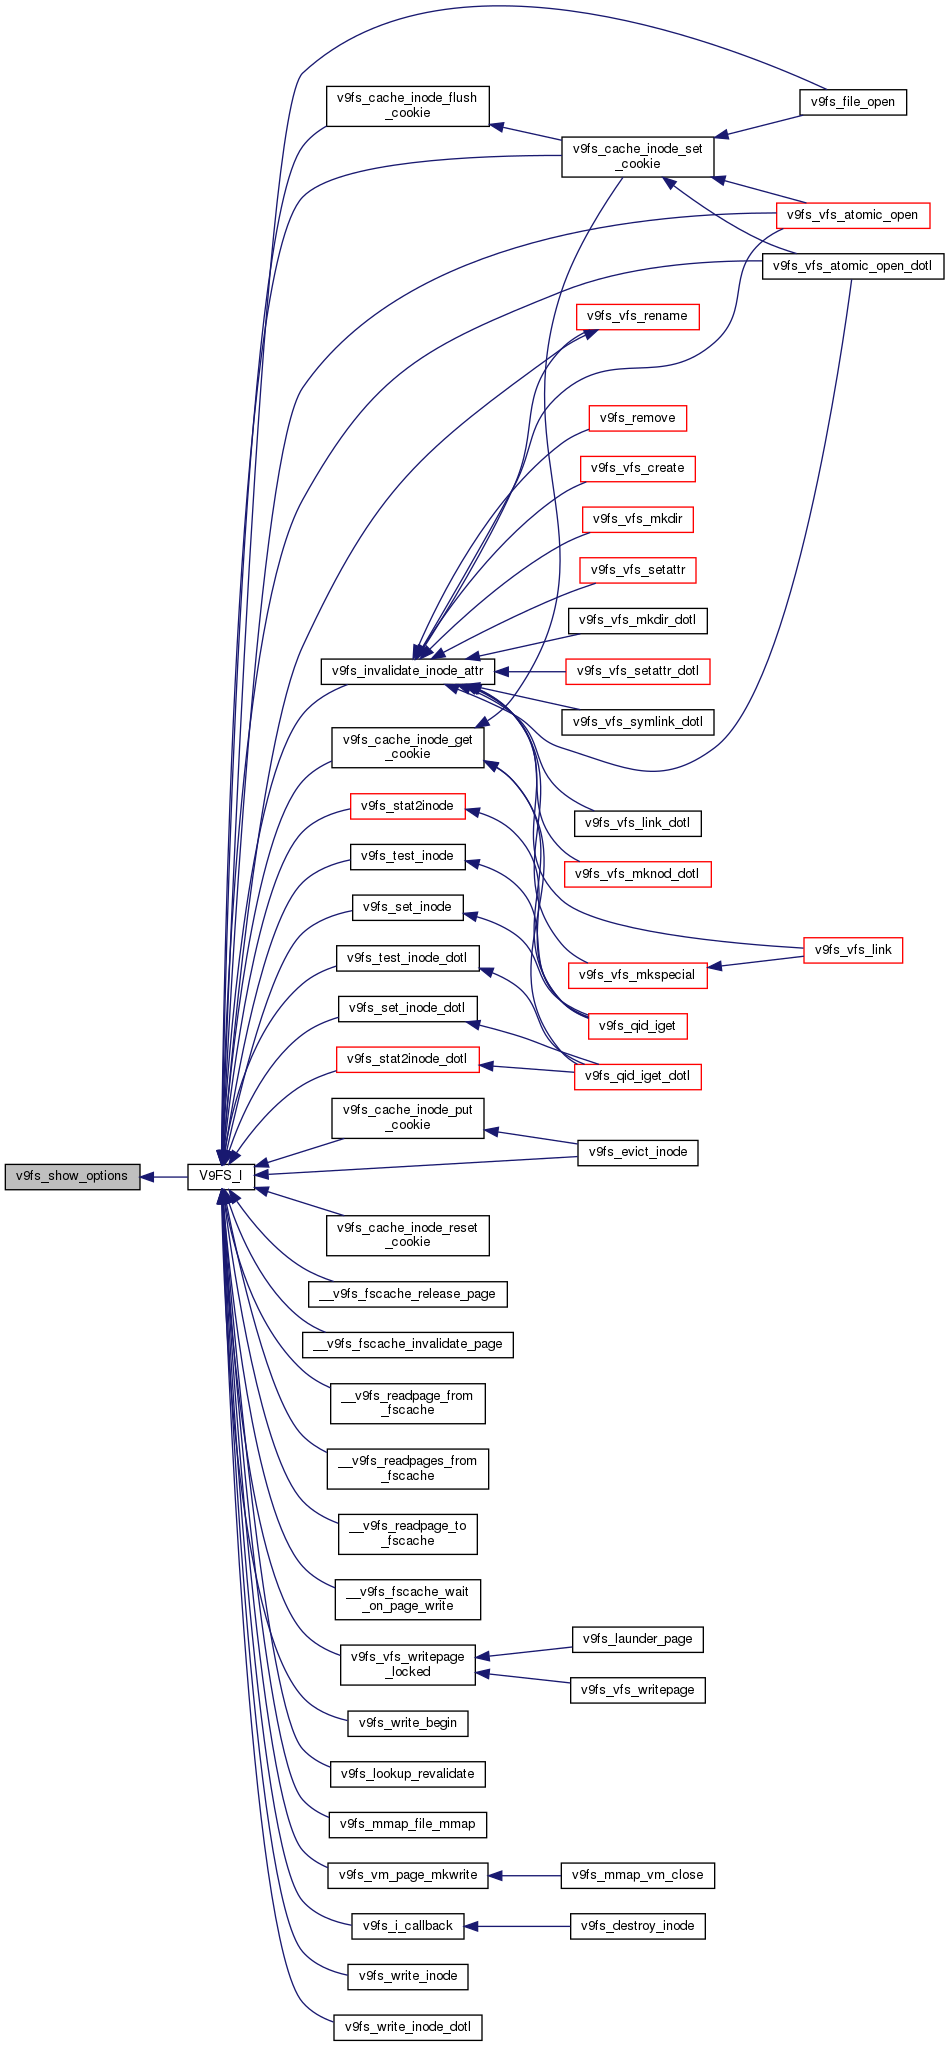 v9fs_cache_inode_flush
_cookie
v9fs_file_open
v9fs_cache_inode_set
_cookie
v9fs_vfs_atomic_open
v9fs_vfs_atomic_open_dotl
v9fs_vfs_rename
v9fs_remove
v9fs_vfs_create
v9fs_vfs_mkdir
v9fs_vfs_setattr
v9fs_vfs_mkdir_dotl
v9fs_invalidate_inode_attr
v9fs_vfs_setattr_dotl
v9fs_vfs_symlink_dotl
v9fs_cache_inode_get
_cookie
v9fs_stat2inode
v9fs_vfs_link_dotl
v9fs_test_inode
v9fs_vfs_mknod_dotl
v9fs_set_inode
v9fs_vfs_link
v9fs_test_inode_dotl
v9fs_vfs_mkspecial
v9fs_set_inode_dotl
v9fs_qid_iget
v9fs_stat2inode_dotl
v9fs_qid_iget_dotl
v9fs_cache_inode_put
_cookie
v9fs_evict_inode
v9fs_show_options
V9FS_I
v9fs_cache_inode_reset
_cookie
__v9fs_fscache_release_page
__v9fs_fscache_invalidate_page
__v9fs_readpage_from
_fscache
__v9fs_readpages_from
_fscache
__v9fs_readpage_to
_fscache
__v9fs_fscache_wait
_on_page_write
v9fs_vfs_writepage
_locked
v9fs_launder_page
v9fs_vfs_writepage
v9fs_write_begin
v9fs_lookup_revalidate
v9fs_mmap_file_mmap
v9fs_vm_page_mkwrite
v9fs_mmap_vm_close
v9fs_i_callback
v9fs_destroy_inode
v9fs_write_inode
v9fs_write_inode_dotl